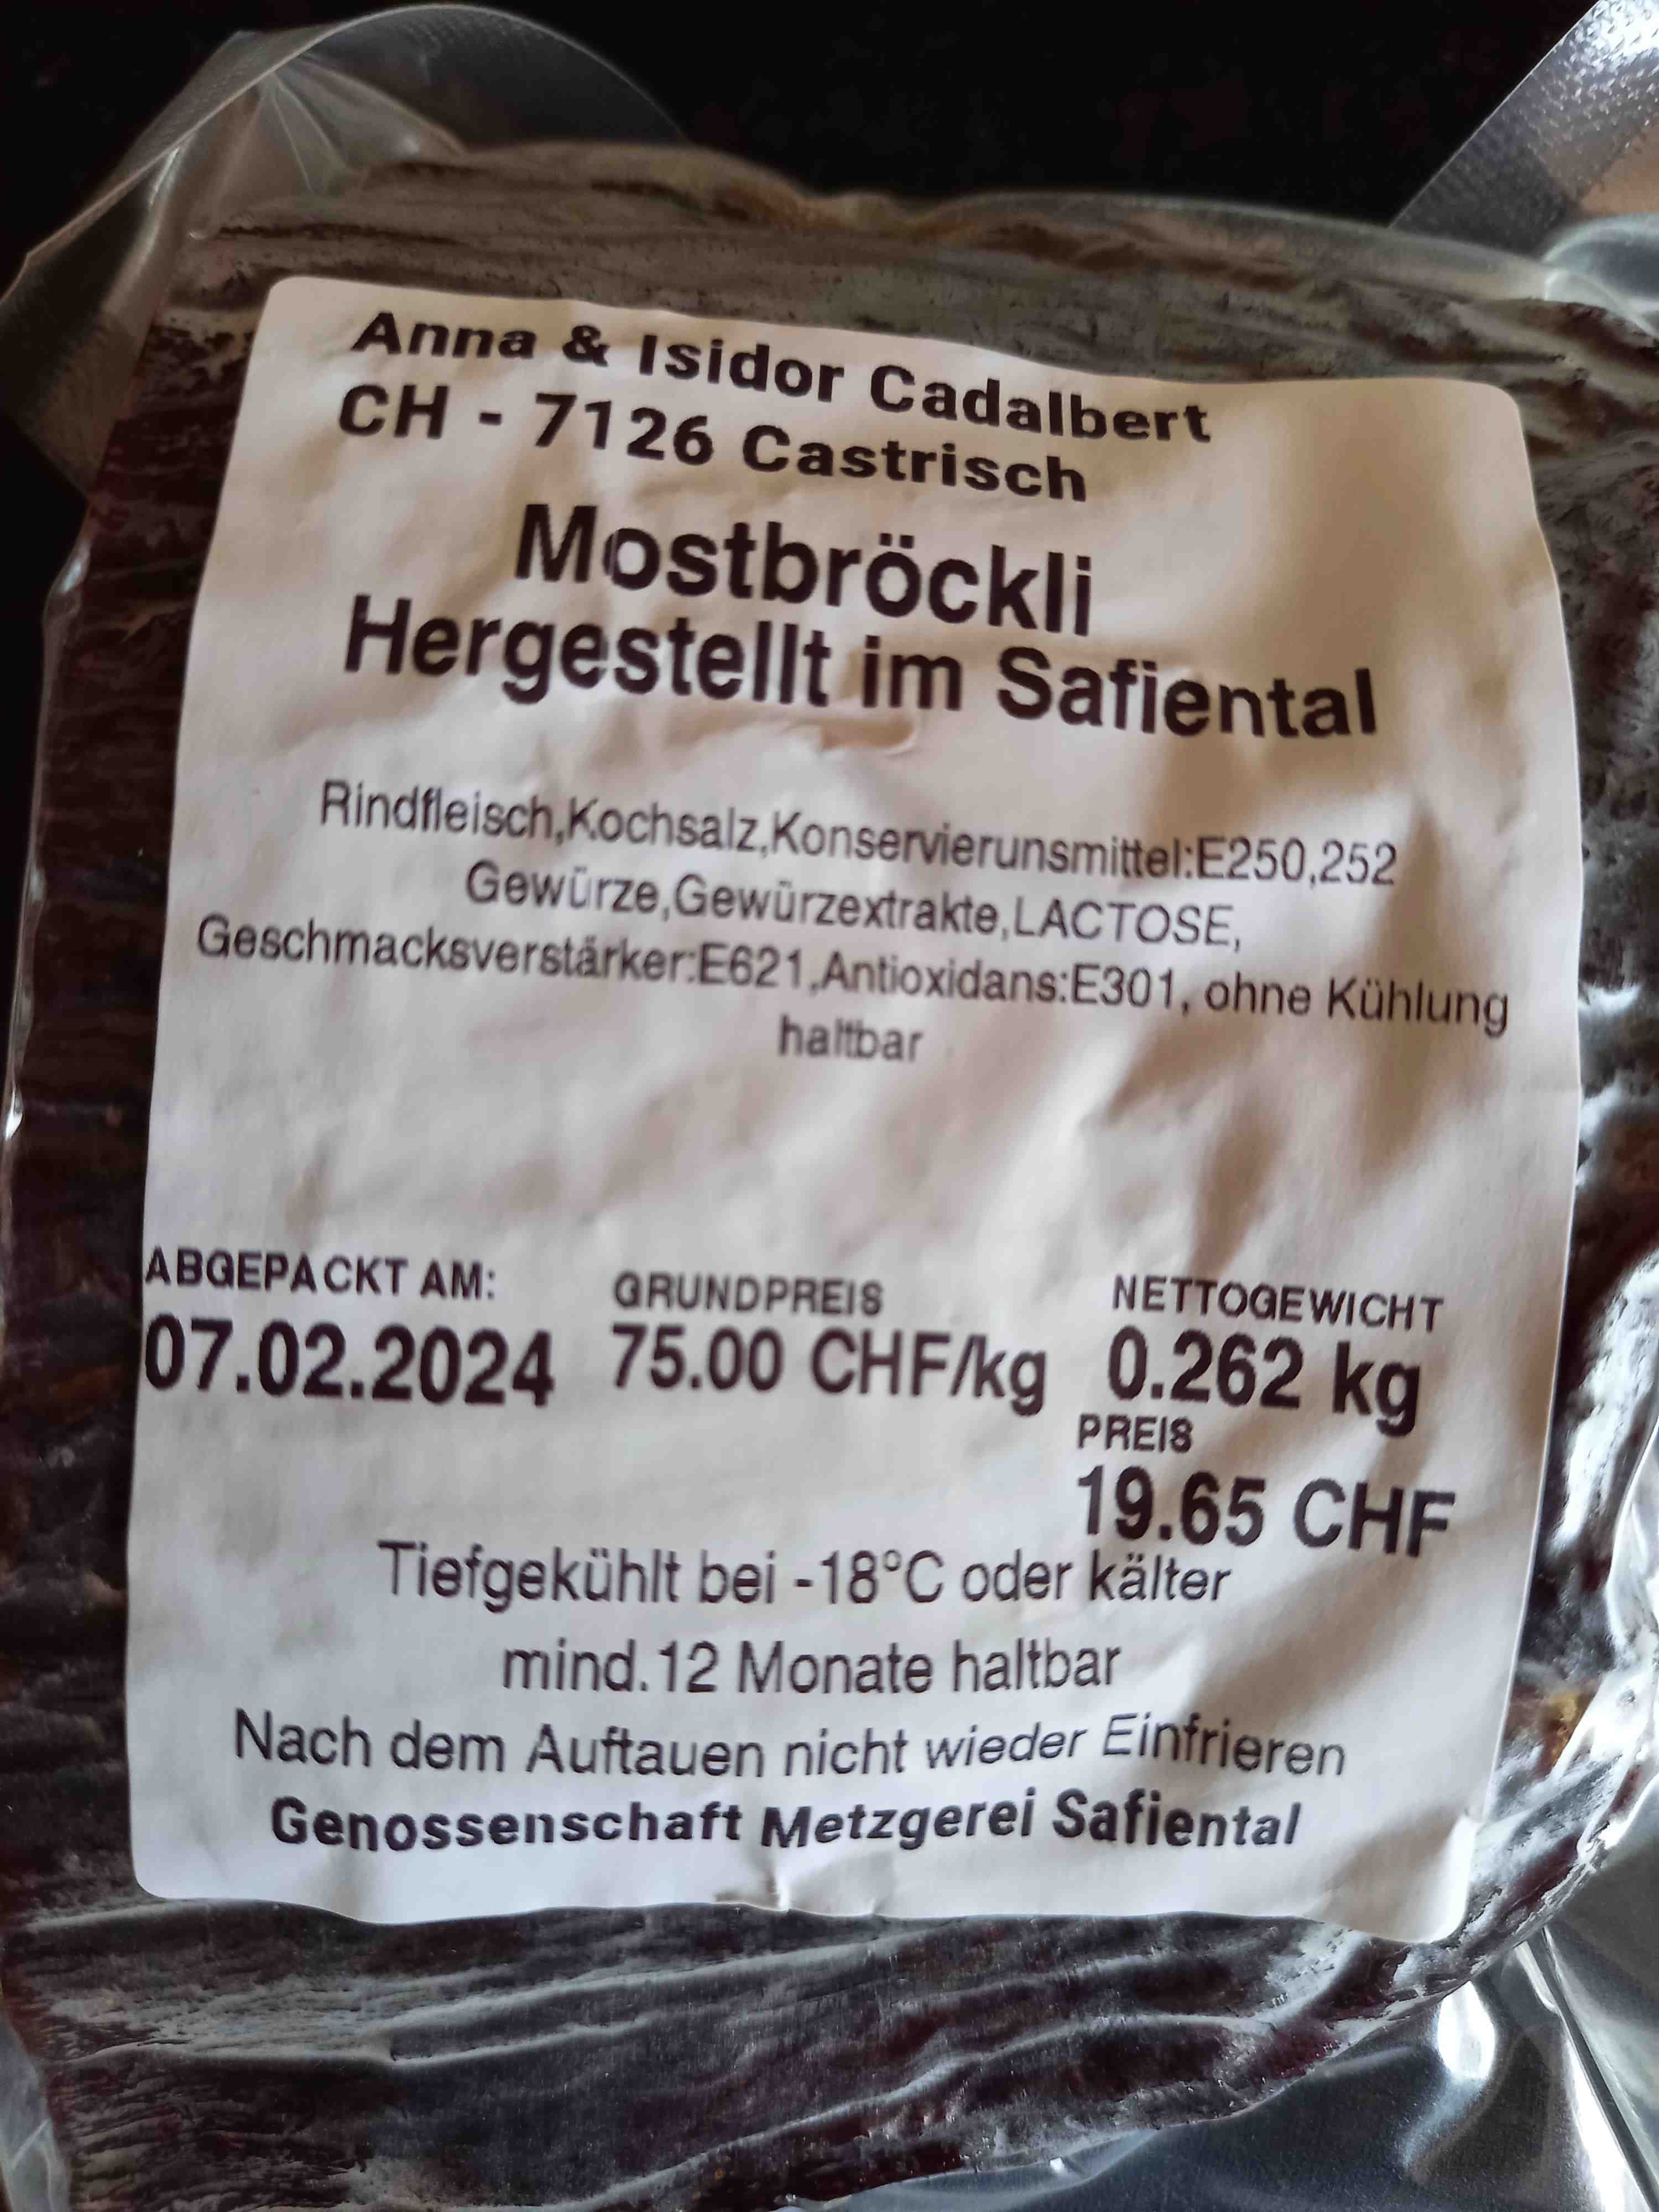 Anna & Isidor Cadalbert
CH - 7126 Castrisch
Mostbröckli
Hergestellt im Safiental
Rindfleisch,Kochsalz,Konservierunsmittel:E250,252
Gewürze,Gewürzextrakte,LACTOSE,
Geschmacksverstärker:E621,Antioxidans:E301, ohne Kühlung
haltbar
ABGEPACKT AM: GRUNDPREIS NETTOGEWICHT
07.02.2024 75.00 CHF/kg 0.262 kg
PREIS
19.65 CHF
Tiefgekühlt bei -18°C oder kälter
mind.12 Monate haltbar
Nach dem Auftauen nicht wieder Einfrieren
Genossenschaft Metzgerei Safiental